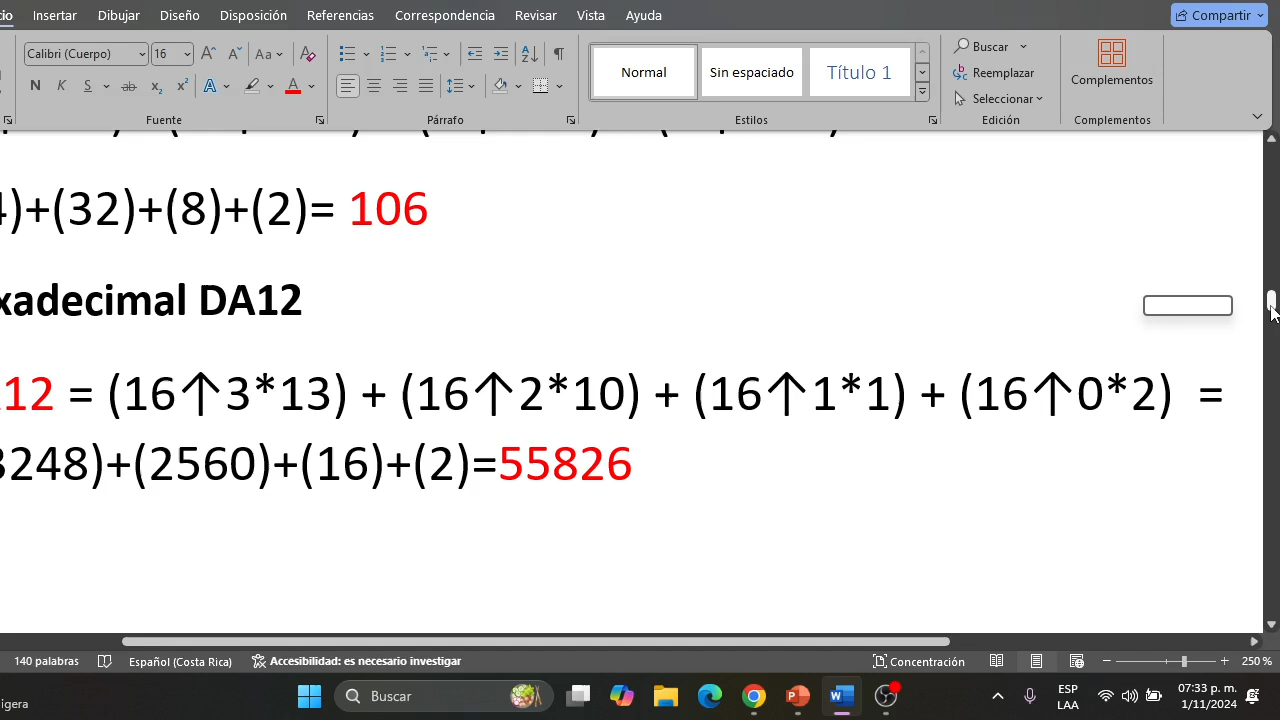 Insertar Dibujar Diseño Disposición Referencias Correspondencia Revisar Vista Ayuda Compartir
Calibri (Cuerpo) 16 Aa
Normal Sin espaciado Título 1
Buscar
Reemplazar
Seleccionar
Complementos
Fuente Párrafo Estilos Edición Complementos
)+(32)+(8)+(2)= 106
xadecimal DA12
12 = (16↑3*13) + (16↑2*10) + (16↑1*1) + (16↑0*2) =
3248)+(2560)+(16)+(2)=55826
140 palabras Español (Costa Rica) Accesibilidad: es necesario investigar Concentración 250 %
igera Buscar ESP LAA 07:33 p. m. 1/11/2024